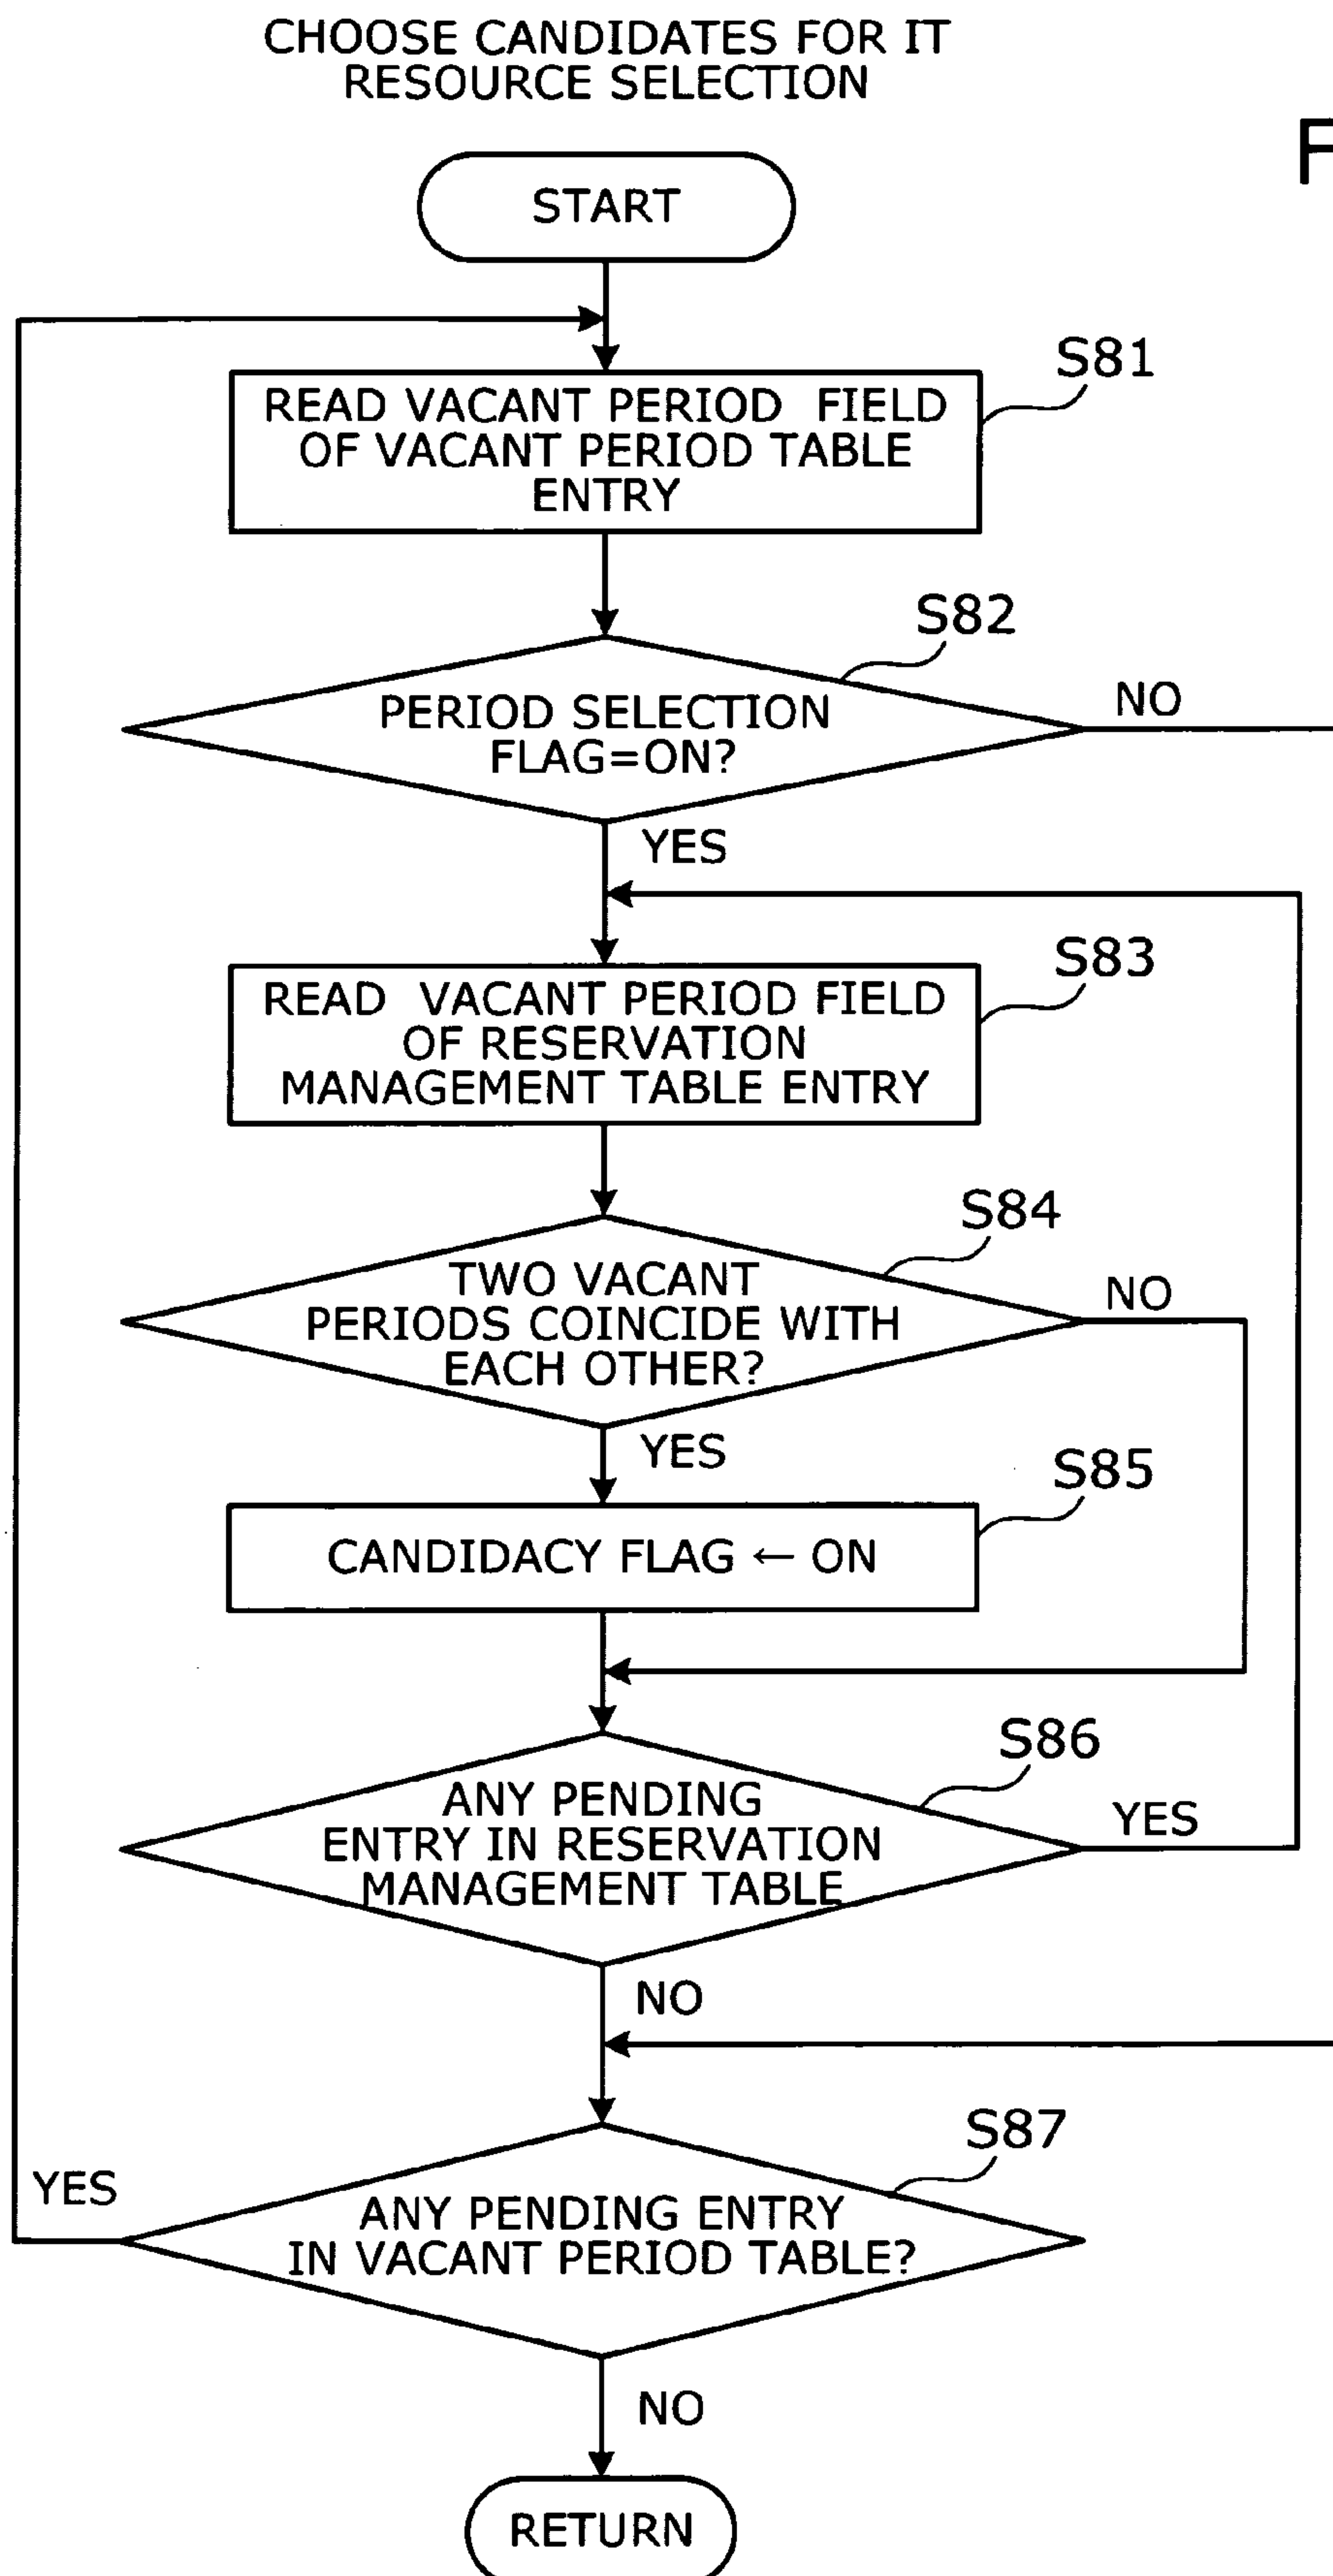 CHOOSE CANDIDATES FOR IT
RESOURCE SELECTION
F
START
S81
READ VACANT PERIOD FIELD
OF VACANT PERIOD TABLE
ENTRY
S82
PERIOD SELECTION
FLAG=ON?
NO
YES
S83
READ VACANT PERIOD FIELD
OF RESERVATION
MANAGEMENT TABLE ENTRY
S84
TWO VACANT
PERIODS COINCIDE WITH
EACH OTHER?
NO
YES
S85
CANDIDACY FLAG ← ON
S86
ANY PENDING
ENTRY IN RESERVATION
MANAGEMENT TABLE
YES
NO
S87
YES
ANY PENDING ENTRY
IN VACANT PERIOD TABLE?
NO
RETURN